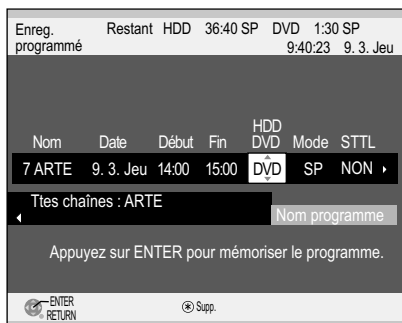 Enreg. programmé Restant HDD 36:40 SP DVD 1:30 SP
9:40:23 9. 3. Jeu
Nom Date Début Fin HDD DVD Mode STTL
7 ARTE 9. 3. Jeu 14:00 15:00 DVD SP NON
Ttes chaînes : ARTE
Nom programme
Appuyez sur ENTER pour mémoriser le programme.
ENTER
RETURN
Supp.